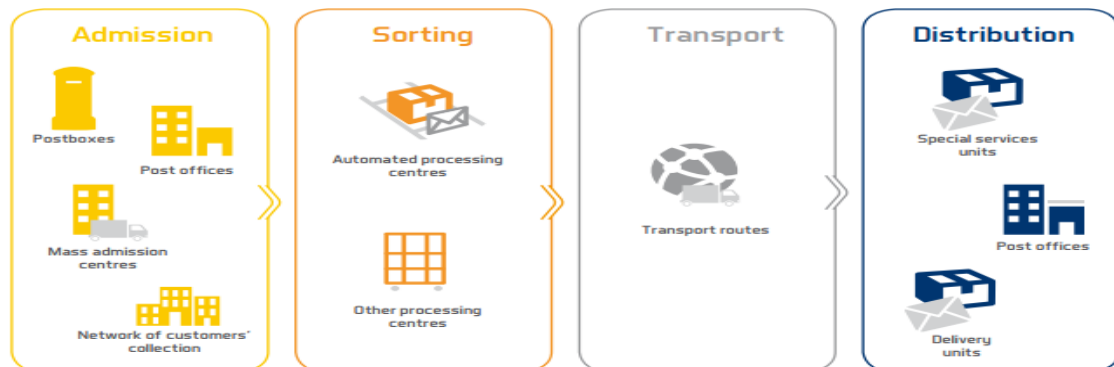 Admission
Postboxes
Post offices
Mass admission
centres
Network of customers'
collection
Sorting
Automated processing
centres
Other processing
centres
Transport
Transport routes
Distribution
Special services
units
Post offices
Delivery
units